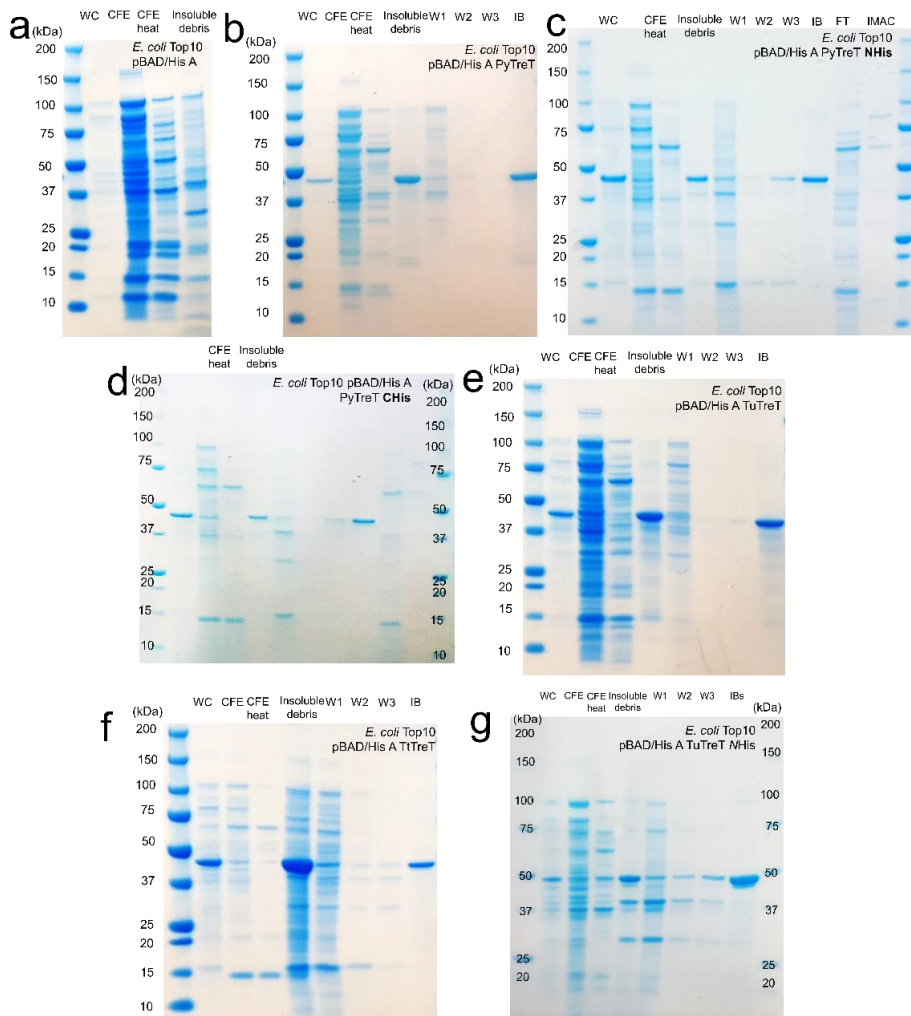 a
(kDa)
WC CFE CFE heat Insoluble debris
E. coli Top10
pBAD/His A
200
150
100
75
50
37
25
20
15
10
b
(kDa)
WC CFE CFE heat Insoluble debris W1 W2 W3 IB
E. coli Top10
pBAD/His A PyTreT
200
150
100
75
50
37
25
20
15
10
c
(kDa)
WC CFE heat Insoluble debris W1 W2 W3 IB FT IMAC
E. coli Top10
pBAD/His A PyTreT NHis
200
150
100
75
50
37
25
20
15
10
d
(kDa)
CFE heat Insoluble debris
E. coli Top10 pBAD/His A
PyTreT CHis
(kDa)
200
150
100
75
50
37
25
20
15
10
200
150
100
75
50
37
25
20
15
10
e
(kDa)
WC CFE CFE heat Insoluble debris W1 W2 W3 IB
E. coli Top10
pBAD/His A TuTreT
200
150
100
75
50
37
25
20
15
10
f
(kDa)
WC CFE CFE heat Insoluble debris W1 W2 W3 IB
E. coli Top10
pBAD/His A TtTreT
200
150
100
75
50
37
25
20
15
10
g
(kDa)
WC CFE CFE heat Insoluble debris W1 W2 W3 IBs
(kDa)
E. coli Top10
pBAD/His A TuTreT NHis
200
150
100
75
50
37
25
20
200
150
100
75
50
37
25
20